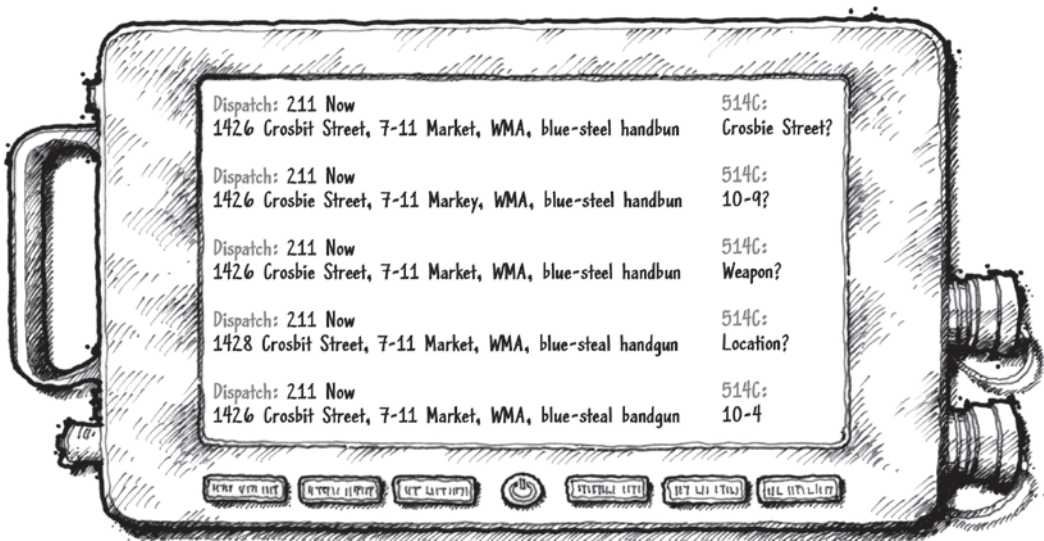 Dispatch: 211 Now 514C:
1426 Crosbit Street, 7-11 Market, WMA, blue-steel handbun Crosbie Street?
Dispatch: 211 Now 514C:
1426 Crosbie Street, 7-11 Markey, WMA, blue-steel handbun 10-9?
Dispatch: 211 Now 514C:
1426 Crosbie Street, 7-11 Market, WMA, blue-steel handbun Weapon?
Dispatch: 211 Now 514C:
1428 Crosbit Street, 7-11 Market, WMA, blue-steal handgun Location?
Dispatch: 211 Now 514C:
1426 Crosbit Street, 7-11 Market, WMA, blue-steal bandgun 10-4